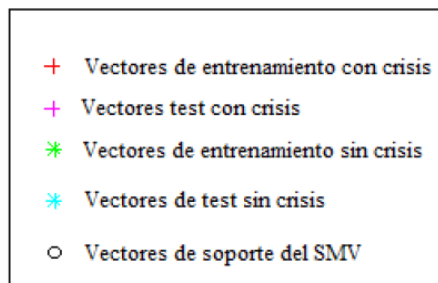 Vectores de entrenamiento con crisis
Vectores test con crisis
Vectores de entrenamiento sin crisis
Vectores de test sin crisis
Vectores de soporte del SMV